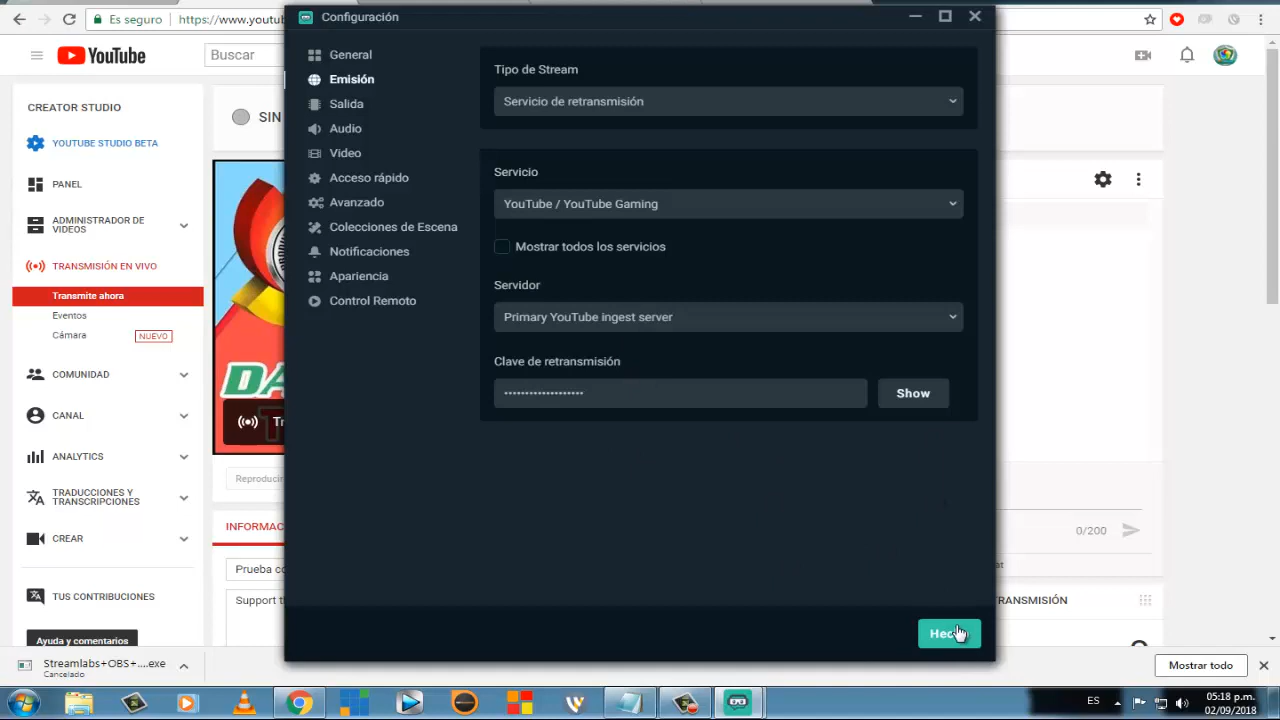 Es seguro
https://www.youtu
YouTube
Buscar
CREATOR STUDIO
YOUTUBE STUDIO BETA
PANEL
ADMINISTRADOR DE
VIDEOS
TRANSMISIÓN EN VIVO
Transmite ahora
Eventos
Cámara
NUEVO
COMUNIDAD
CANAL
ANALYTICS
TRADUCCIONES Y
TRANSCRIPCIONES
CREAR
TUS CONTRIBUCIONES
Ayuda y comentarios
SIN
DA
Reproducir
INFORMAC
Prueba co
Support t
Configuración
General
Emisión
Salida
Audio
Video
Acceso rápido
Avanzado
Colecciones de Escena
Notificaciones
Apariencia
Control Remoto
Tipo de Stream
Servicio de retransmisión
Servicio
YouTube / YouTube Gaming
Mostrar todos los servicios
Servidor
Primary YouTube ingest server
Clave de retransmisión
Show
0/200
RANSMISIÓN
Streamlabs+OBS+....exe
Cancelado
Mostrar todo
ES
05:18 p.m.
02/09/2018